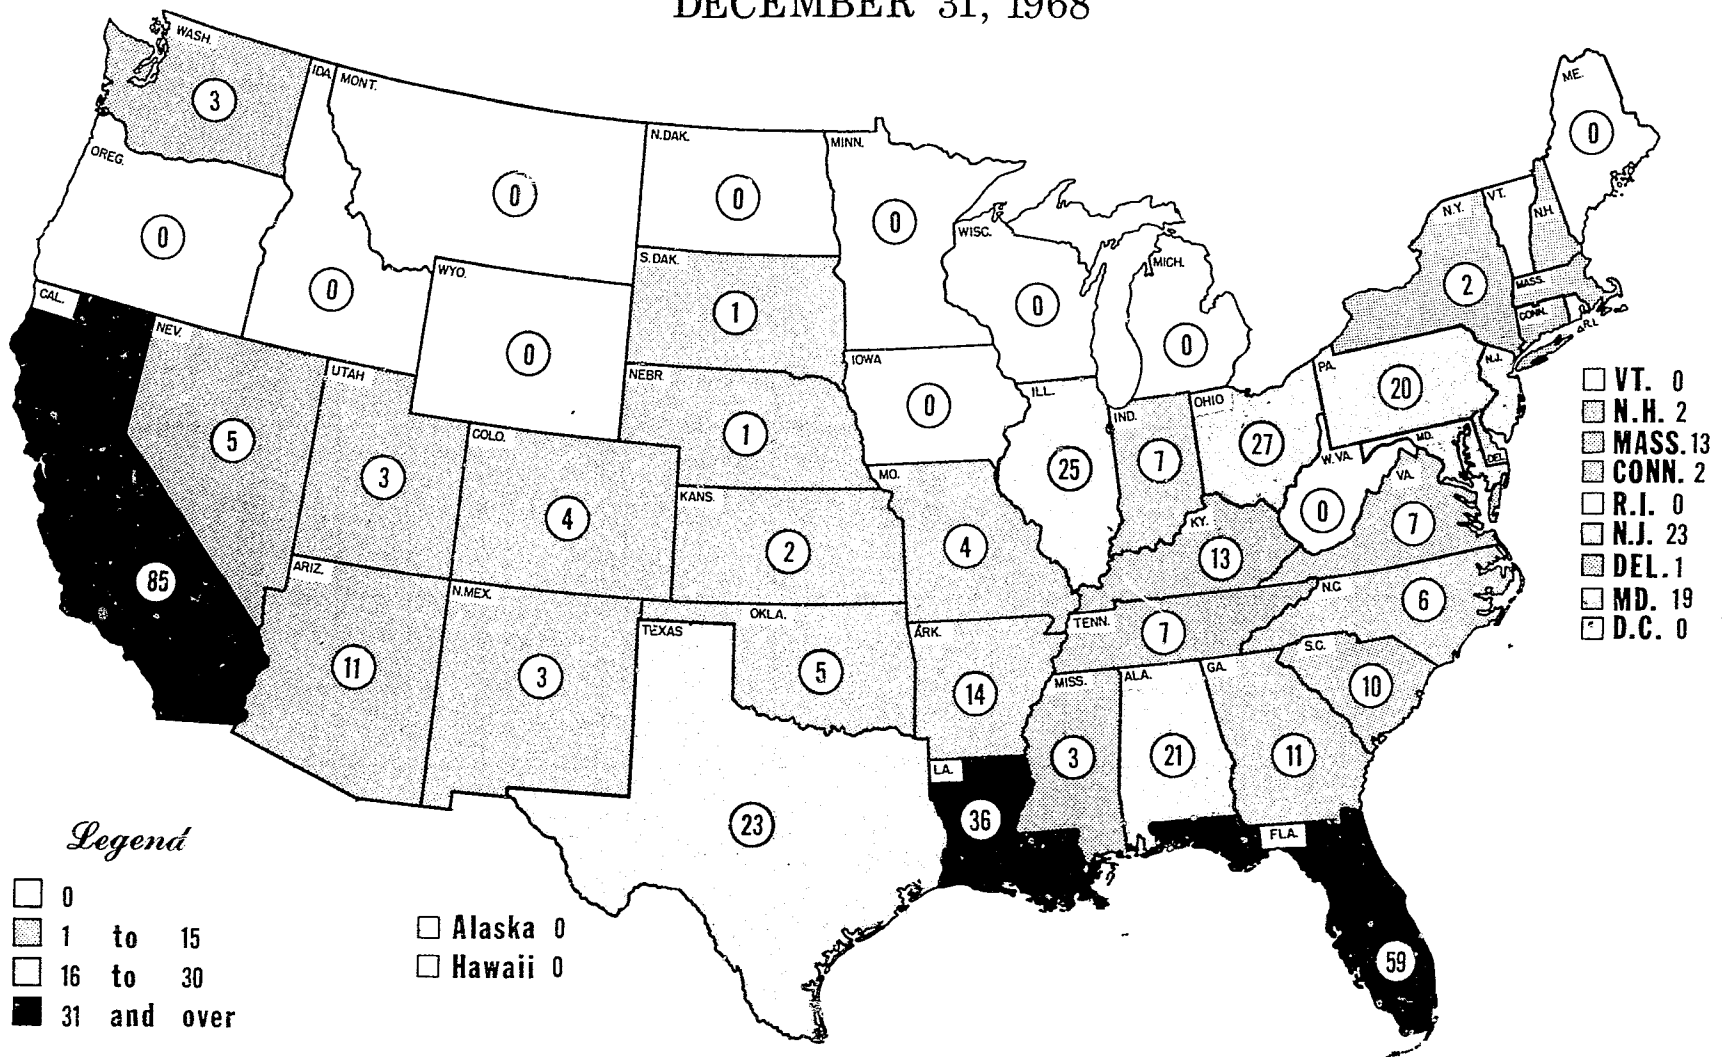 DECEMBER 31, 1968
WASH.
3
IDA.
MONT.
0
N.DAK.
0
MINN.
0
ME.
0
OREG.
0
0
WYO.
0
S.DAK.
1
WISC.
0
MICH.
0
N.Y.
2
VT.
N.H.
MASS.
CONN.
R.I.
CAL.
85
NEV.
5
UTAH
3
COLO.
4
NEBR.
1
IOWA
0
ILL.
25
IND.
7
OHIO
27
PA.
20
N.J.
MD.
DEL.
W.VA.
0
VA.
7
KANS.
2
MO.
4
KY.
13
ARIZ.
11
N.MEX.
3
OKLA.
5
TEXAS
23
ARK.
14
TENN.
7
N.C.
6
S.C.
10
MISS.
3
ALA.
21
GA.
11
LA.
36
FLA.
59
VT. 0
N.H. 2
MASS. 13
CONN. 2
R.I. 0
N.J. 23
DEL. 1
MD. 19
D.C. 0
Legend
0
1 to 15
16 to 30
31 and over
Alaska 0
Hawaii 0